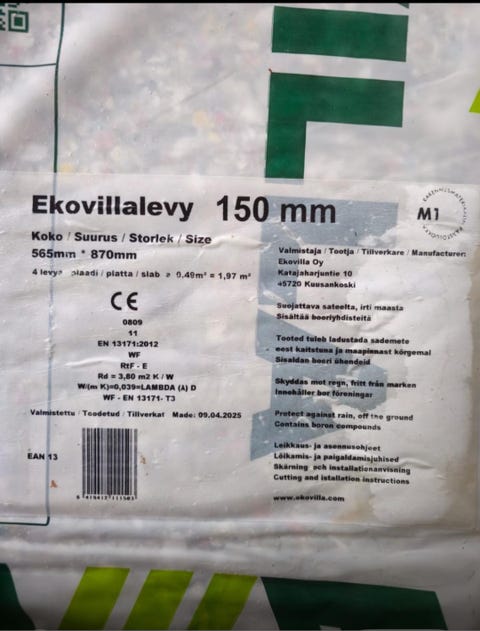 VIL
Ekovillalevy 150 mm
Koko / Suurus / Storlek / Size
565mm * 870mm
4 levyä plaadi / platta / slab à 0,49m² = 1,97 m²
CE
0809
11
EN 13171:2012
WF
RtF - E
Rd = 3,80 m2 K / W
W/(m K)=0,039=LAMBDA (A) D
WF - EN 13171- T3
Valmistettu / Toodetud / Tillverkat Made: 09.04.2025
EAN 13
M1
Valmistaja / Tootja / Tillverkare / Manufacturer:
Ekovilla Oy
Katajaharjuntie 10
45720 Kuusankoski
Suojattava sateelta, irti maasta
Sisältää booriyhdisteitä
Tooted tuleb ladustada sademete
eest kaitstuna ja maapinnast kõrgemal
Sisaldan boori ühendeid
Skyddas mot regn, fritt från marken
Innehåller bor föreningar
Protect against rain, off the ground
Contains boron compounds
Leikkaus- ja asennusohjeet
Lõikamis- ja paigaldamisjuhised
Skärning och installationanvisning
Cutting and istallation instructions
www.ekovilla.com